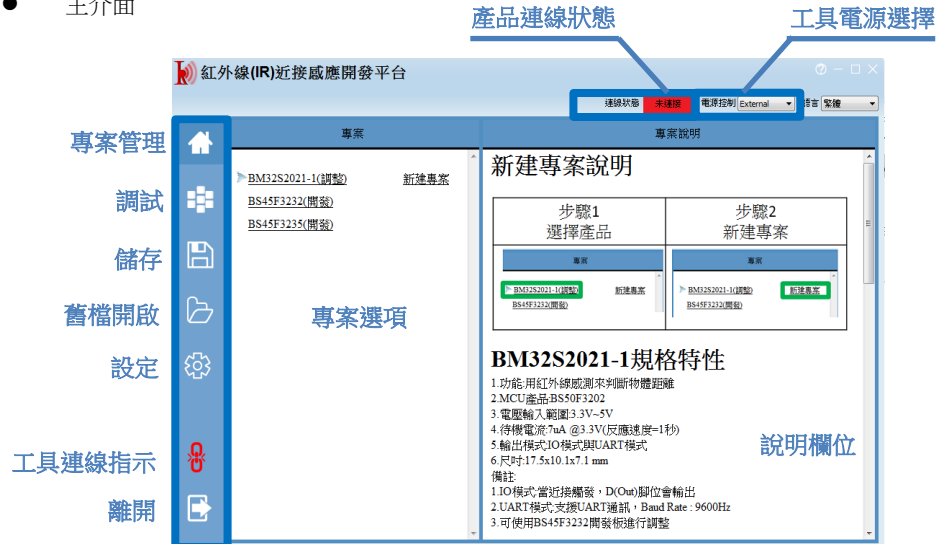 ● 主介面
產品連線狀態
工具電源選擇
紅外線(IR)近接感應開發平台
連線狀態 未連接 電源控制 External 語言 繁體
專案管理
調試
儲存
舊檔開啟
設定
工具連線指示
離開
專案
BM32S2021-1(調整) 新建專案
BS45F3232(開發)
BS45F3235(開發)
專案選項
專案說明
新建專案說明
步驟1
選擇產品
步驟2
新建專案
專案
BM32S2021-1(調整) 新建專案
BS45F3232(開發)
專案
BM32S2021-1(調整) 新建專案
BS45F3232(開發)
BM32S2021-1規格特性
1.功能:用紅外線感測來判斷物體距離
2.MCU產品:BS50F3202
3.電壓輸入範圍:3.3V~5V
4.待機電流:7uA @3.3V(反應速度=1秒)
5.輸出模式:IO模式與UART模式
6.尺吋:17.5x10.1x7.1 mm
備註:
1.IO模式:當近接觸發，D(Out)腳位會輸出
2.UART模式:支援UART通訊，Baud Rate : 9600Hz
3.可使用BS45F3232開發板進行調整
說明欄位